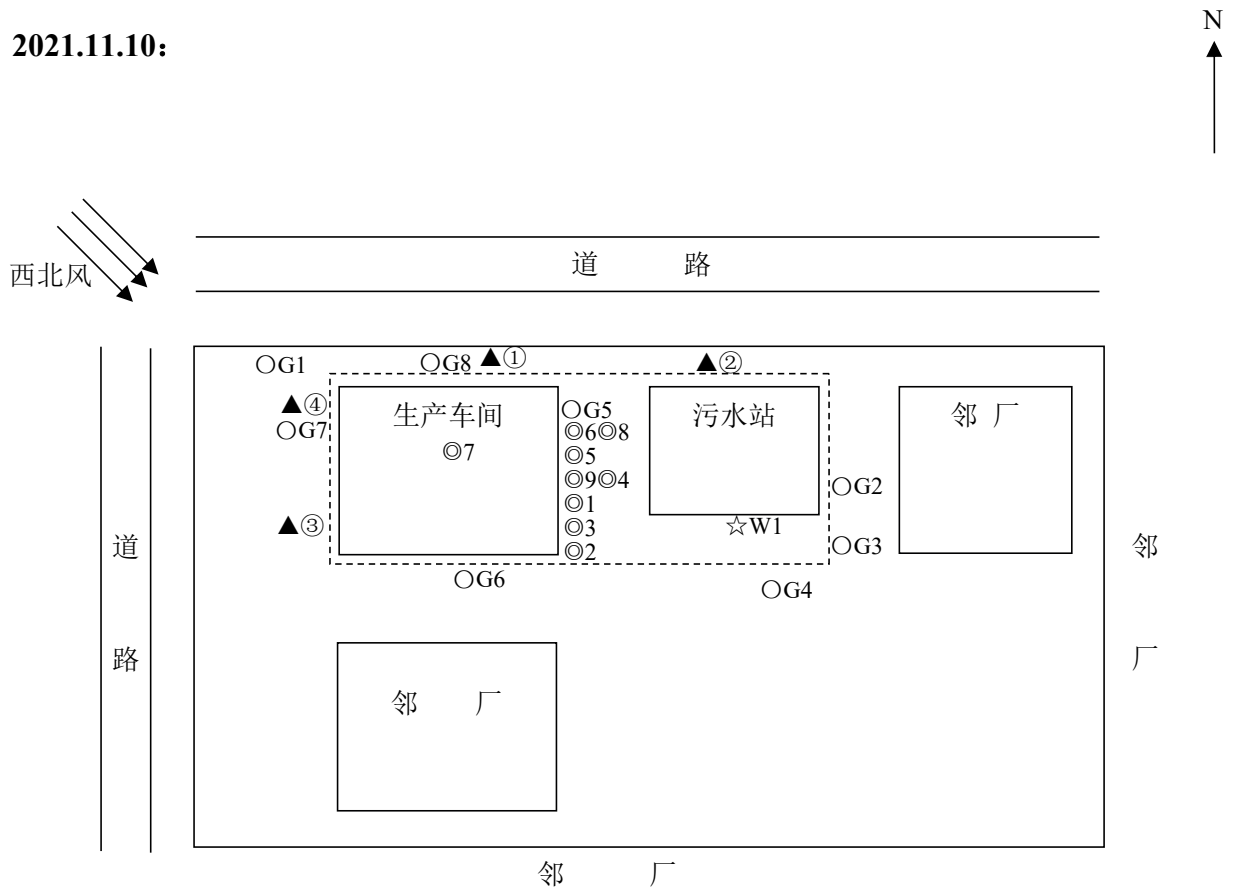 N
2021.11.10：
道 路
西北风
○G1
○G8 ▲①
▲②
▲④
○G7
生产车间
◎7
○G5
◎6◎8
◎5
◎9◎4
◎1
◎3
◎2
污水站
邻 厂
○G2
▲③
☆W1
○G3
道
路
邻
厂
○G6
○G4
邻 厂
邻 厂